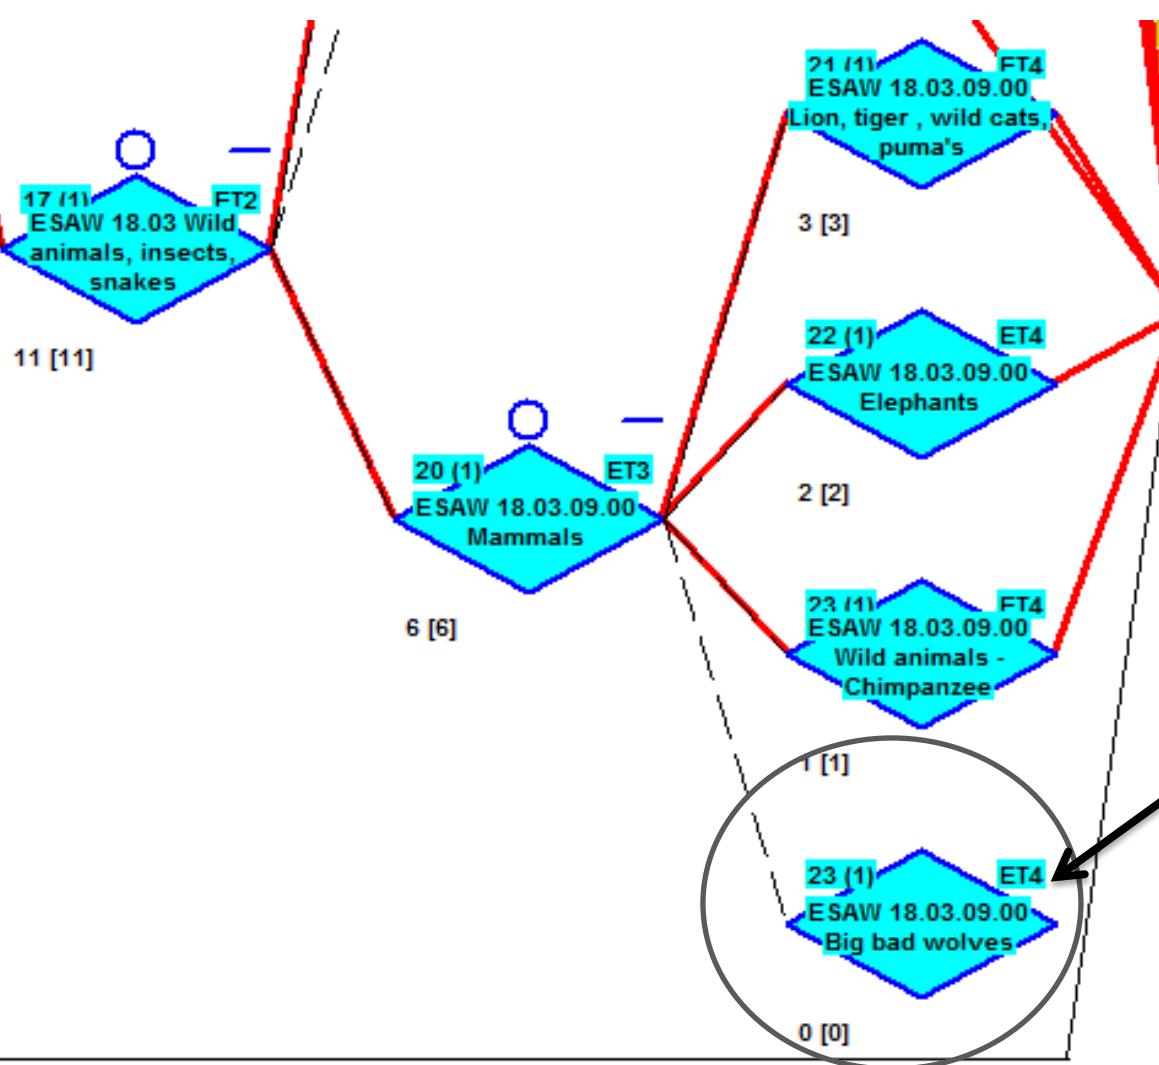 17 (1) ET2
ESAW 18.03 Wild
animals, insects,
snakes
11 [11]
20 (1) ET3
ESAW 18.03.09.00
Mammals
6 [6]
21 (1) ET4
ESAW 18.03.09.00
Lion, tiger , wild cats,
puma's
3 [3]
22 (1) ET4
ESAW 18.03.09.00
Elephants
2 [2]
23 (1) ET4
ESAW 18.03.09.00
Wild animals -
Chimpanzee
1 [1]
23 (1) ET4
ESAW 18.03.09.00
Big bad wolves
0 [0]